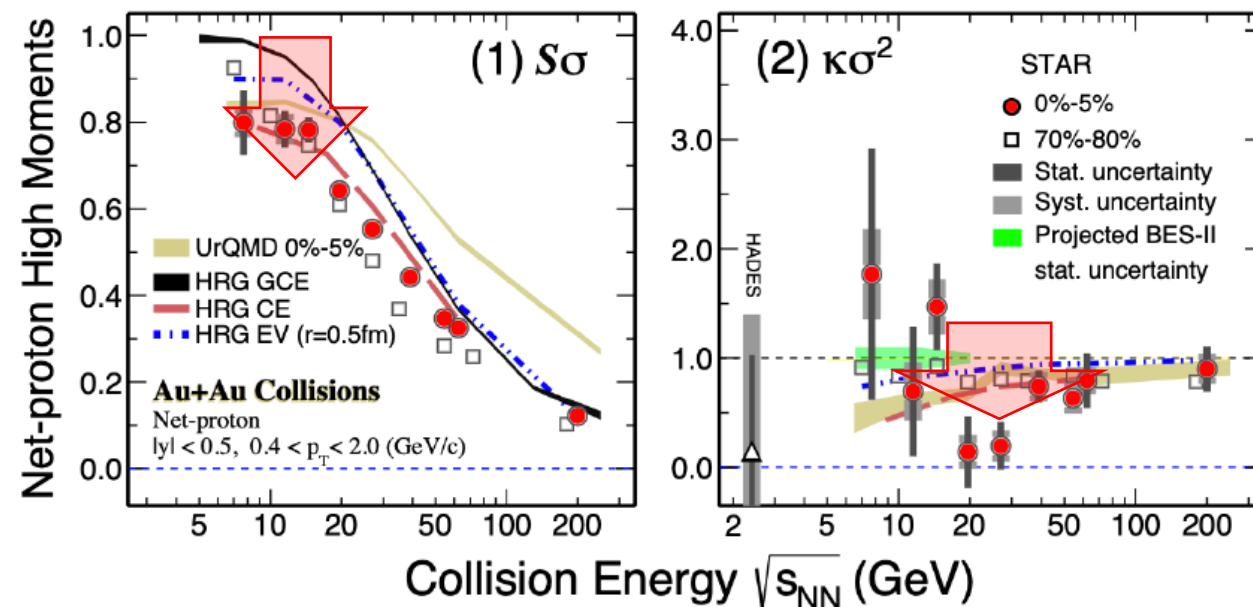 Net-proton High Moments
1.0
0.8
0.6
0.4
0.2
0.0
(1) Sσ
UrQMD 0%-5%
HRG GCE
HRG CE
HRG EV (r=0.5fm)
Au+Au Collisions
Net-proton
|y| < 0.5, 0.4 < p_T < 2.0 (GeV/c)
5 10 20 50 100 200
4.0
3.0
2.0
1.0
0.0
(2) κσ²
STAR
0%-5%
70%-80%
Stat. uncertainty
Syst. uncertainty
Projected BES-II
stat. uncertainty
HADES
2 5 10 20 50 100 200
Collision Energy √s_NN (GeV)